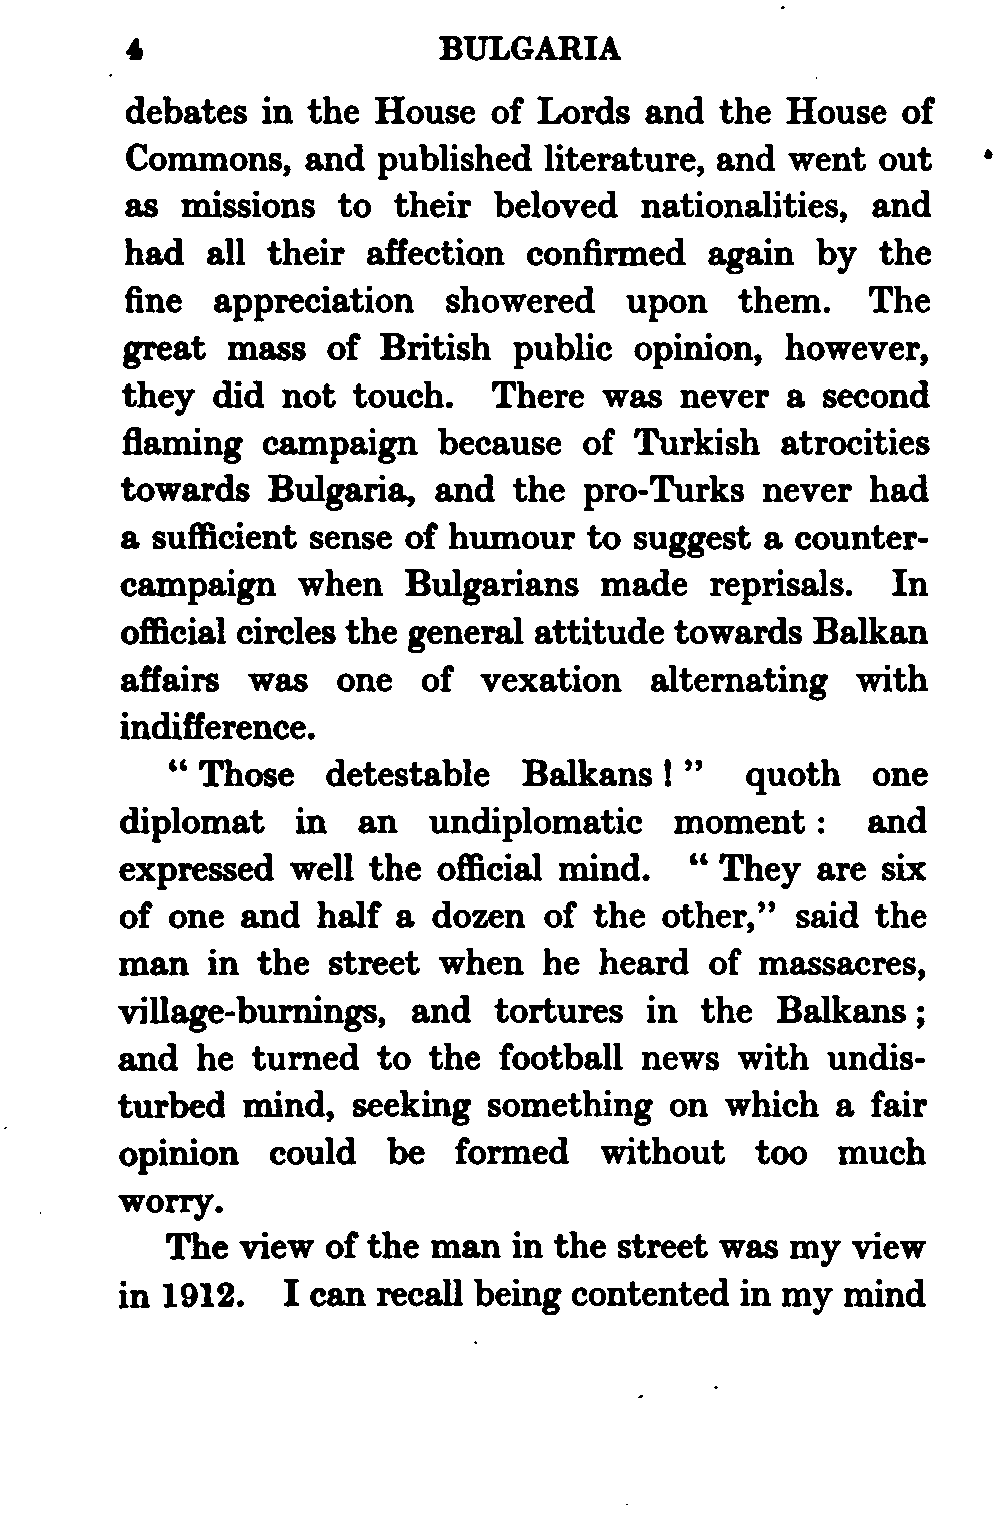 4 BULGARIA
debates in the House of Lords and the House of
Commons, and published literature, and went out
as missions to their beloved nationalities, and
had all their affection confirmed again by the
fine appreciation showered upon them. The
great mass of British public opinion, however,
they did not touch. There was never a second
flaming campaign because of Turkish atrocities
towards Bulgaria, and the pro-Turks never had
a sufficient sense of humour to suggest a counter-
campaign when Bulgarians made reprisals. In
official circles the general attitude towards Balkan
affairs was one of vexation alternating with
indifference.
“ Those detestable Balkans ! ” quoth one
diplomat in an undiplomatic moment : and
expressed well the official mind. “ They are six
of one and half a dozen of the other,” said the
man in the street when he heard of massacres,
village-burnings, and tortures in the Balkans ;
and he turned to the football news with undis-
turbed mind, seeking something on which a fair
opinion could be formed without too much
worry.
The view of the man in the street was my view
in 1912. I can recall being contented in my mind